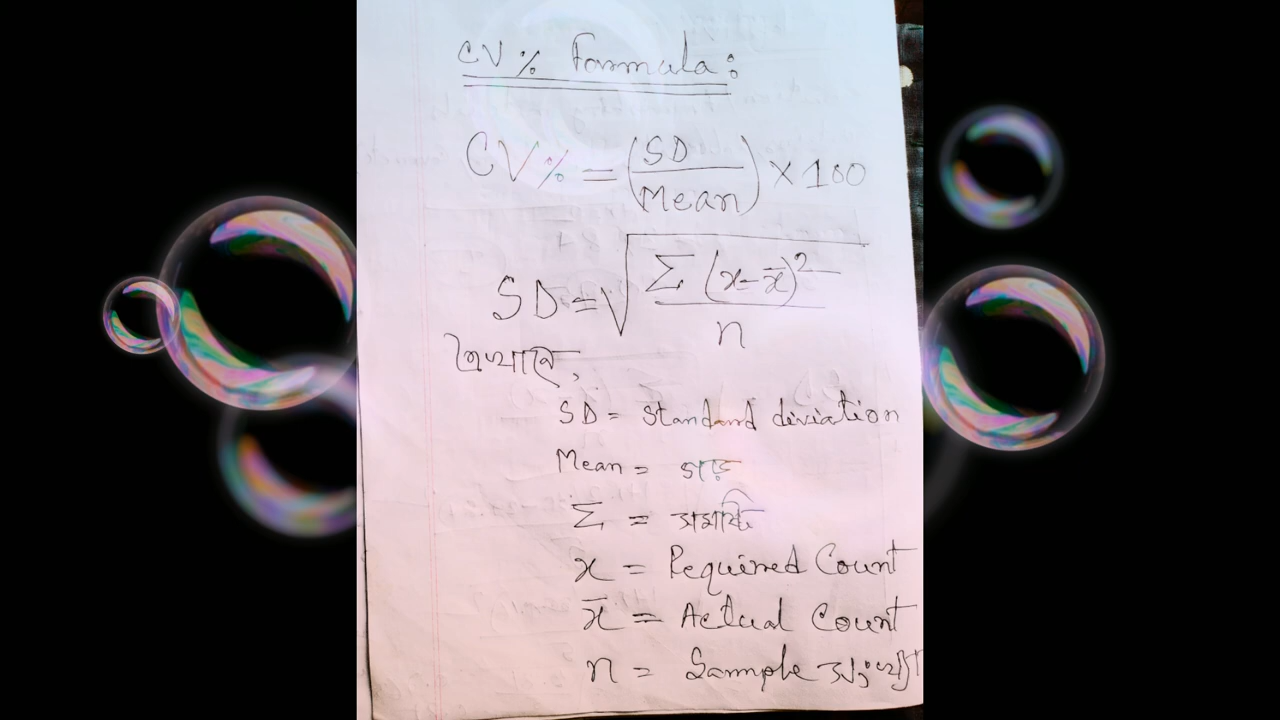 CV% Formula:
CV% = (SD/Mean) × 100
SD = √(Σ(x-x̄)²/n)
এখানে,
SD = Standard deviation
Mean = গড়
Σ = সমষ্টি
x = Required Count
x̄ = Actual Count
n = Sample সংখ্যা